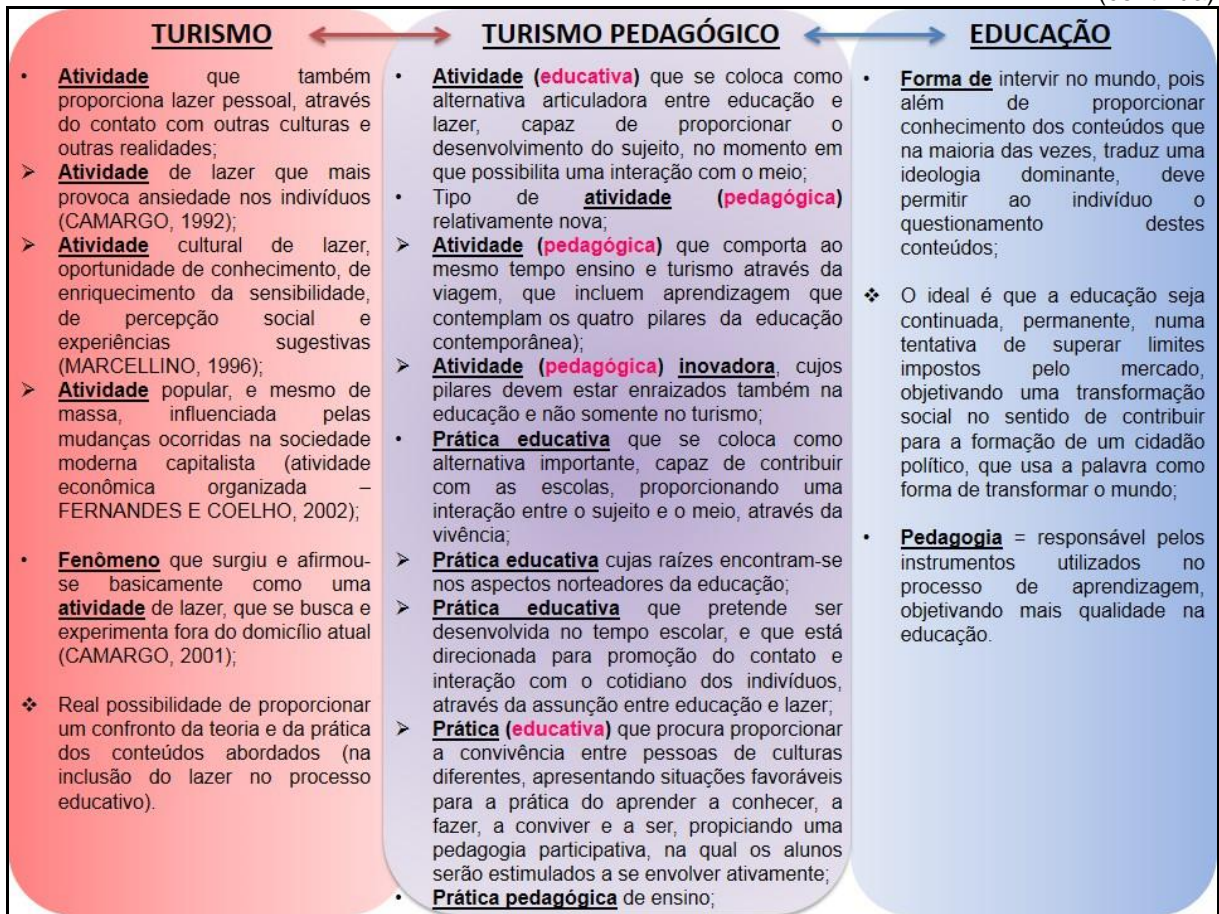 TURISMO
• Atividade que também
proporciona lazer pessoal, através
do contato com outras culturas e
outras realidades;
➢ Atividade de lazer que mais
provoca ansiedade nos indivíduos
(CAMARGO, 1992);
➢ Atividade cultural de lazer,
oportunidade de conhecimento, de
enriquecimento da sensibilidade,
de percepção social e
experiências sugestivas
(MARCELLINO, 1996);
➢ Atividade popular, e mesmo de
massa, influenciada pelas
mudanças ocorridas na sociedade
moderna capitalista (atividade
econômica organizada –
FERNANDES E COELHO, 2002);
• Fenômeno que surgiu e afirmou-
se basicamente como uma
atividade de lazer, que se busca e
experimenta fora do domicílio atual
(CAMARGO, 2001);
❖ Real possibilidade de proporcionar
um confronto da teoria e da prática
dos conteúdos abordados (na
inclusão do lazer no processo
educativo).
TURISMO PEDAGÓGICO
• Atividade (educativa) que se coloca como
alternativa articuladora entre educação e
lazer, capaz de proporcionar o
desenvolvimento do sujeito, no momento em
que possibilita uma interação com o meio;
• Tipo de atividade (pedagógica)
relativamente nova;
➢ Atividade (pedagógica) que comporta ao
mesmo tempo ensino e turismo através da
viagem, que incluem aprendizagem que
contemplam os quatro pilares da educação
contemporânea);
➢ Atividade (pedagógica) inovadora, cujos
pilares devem estar enraizados também na
educação e não somente no turismo;
• Prática educativa que se coloca como
alternativa importante, capaz de contribuir
com as escolas, proporcionando uma
interação entre o sujeito e o meio, através da
vivência;
➢ Prática educativa cujas raízes encontram-se
nos aspectos norteadores da educação;
➢ Prática educativa que pretende ser
desenvolvida no tempo escolar, e que está
direcionada para promoção do contato e
interação com o cotidiano dos indivíduos,
através da assunção entre educação e lazer;
➢ Prática (educativa) que procura proporcionar
a convivência entre pessoas de culturas
diferentes, apresentando situações favoráveis
para a prática do aprender a conhecer, a
fazer, a conviver e a ser, propiciando uma
pedagogia participativa, na qual os alunos
serão estimulados a se envolver ativamente;
• Prática pedagógica de ensino;
EDUCAÇÃO
• Forma de intervir no mundo, pois
além de proporcionar
conhecimento dos conteúdos que
na maioria das vezes, traduz uma
ideologia dominante, deve
permitir ao indivíduo o
questionamento destes
conteúdos;
❖ O ideal é que a educação seja
continuada, permanente, numa
tentativa de superar limites
impostos pelo mercado,
objetivando uma transformação
social no sentido de contribuir
para a formação de um cidadão
político, que usa a palavra como
forma de transformar o mundo;
• Pedagogia = responsável pelos
instrumentos utilizados no
processo de aprendizagem,
objetivando mais qualidade na
educação.